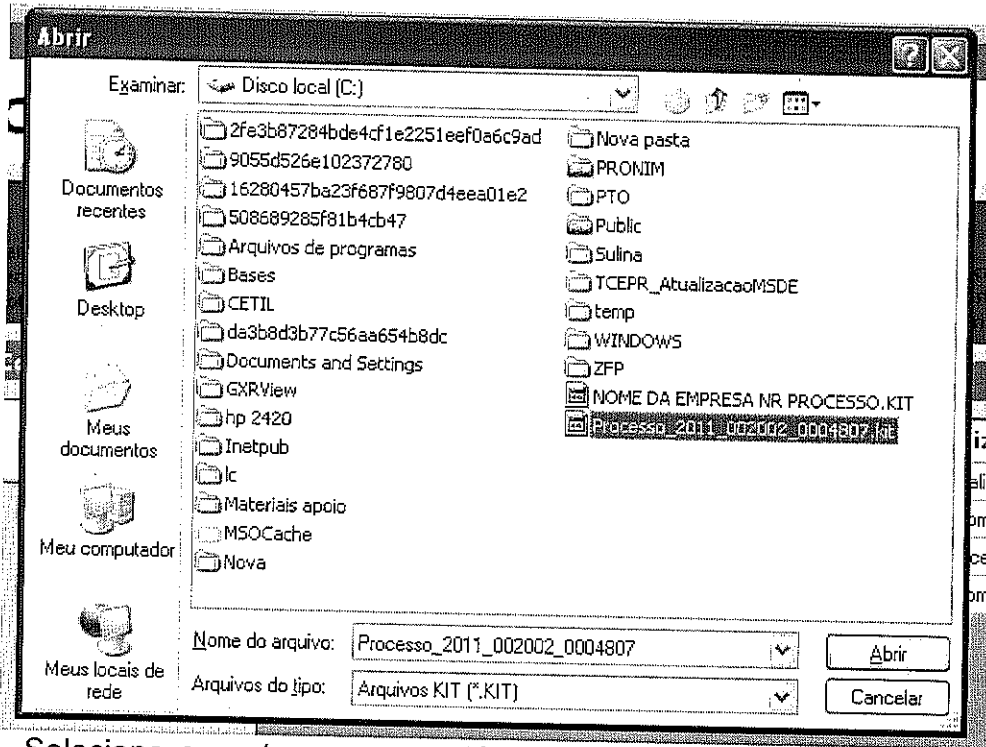 Abrir
Examinar: Disco local (C:)
Documentos recentes
Desktop
Meus documentos
Meu computador
Meus locais de rede
2fe3b87284bde4cf1e2251eef0a6c9ad
9055d526e102372780
16280457ba23f687f9807d4eea01e2
508689285f81b4cb47
Arquivos de programas
Bases
CETIL
da3b8d3b77c56aa654b8dc
Documents and Settings
GXRView
hp 2420
Inetpub
lc
Materiais apoio
MSOCache
Nova
Nova pasta
PRONIM
PTO
Public
Sulina
TCEPR_AtualizacaoMSDE
temp
WINDOWS
ZFP
NOME DA EMPRESA NR PROCESSO.KIT
Processo_2011_002002_0004807.kit
Nome do arquivo: Processo_2011_002002_0004807
Abrir
Arquivos do tipo: Arquivos KIT (*.KIT)
Cancelar